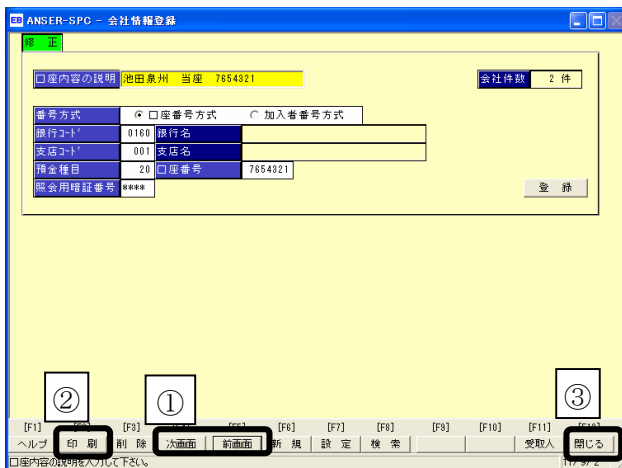 EB ANSER-SPC - 会社情報登録
修 正
口座内容の説明 池田泉州 当座 7654321 会社件数 2 件
番号方式 口座番号方式 加入者番号方式
銀行ｺｰﾄﾞ 0160 銀行名
支店ｺｰﾄﾞ 001 支店名
預金種目 20 口座番号 7654321
照会用暗証番号 ****
登 録
② ① ③
[F1] [F3] [F6] [F7] [F8] [F9] [F10] [F11]
ヘルプ 印 刷 削 除 次画面 前画面 新 規 設 定 検 索 受取人 閉じる
口座内容の説明を入力して下さい。